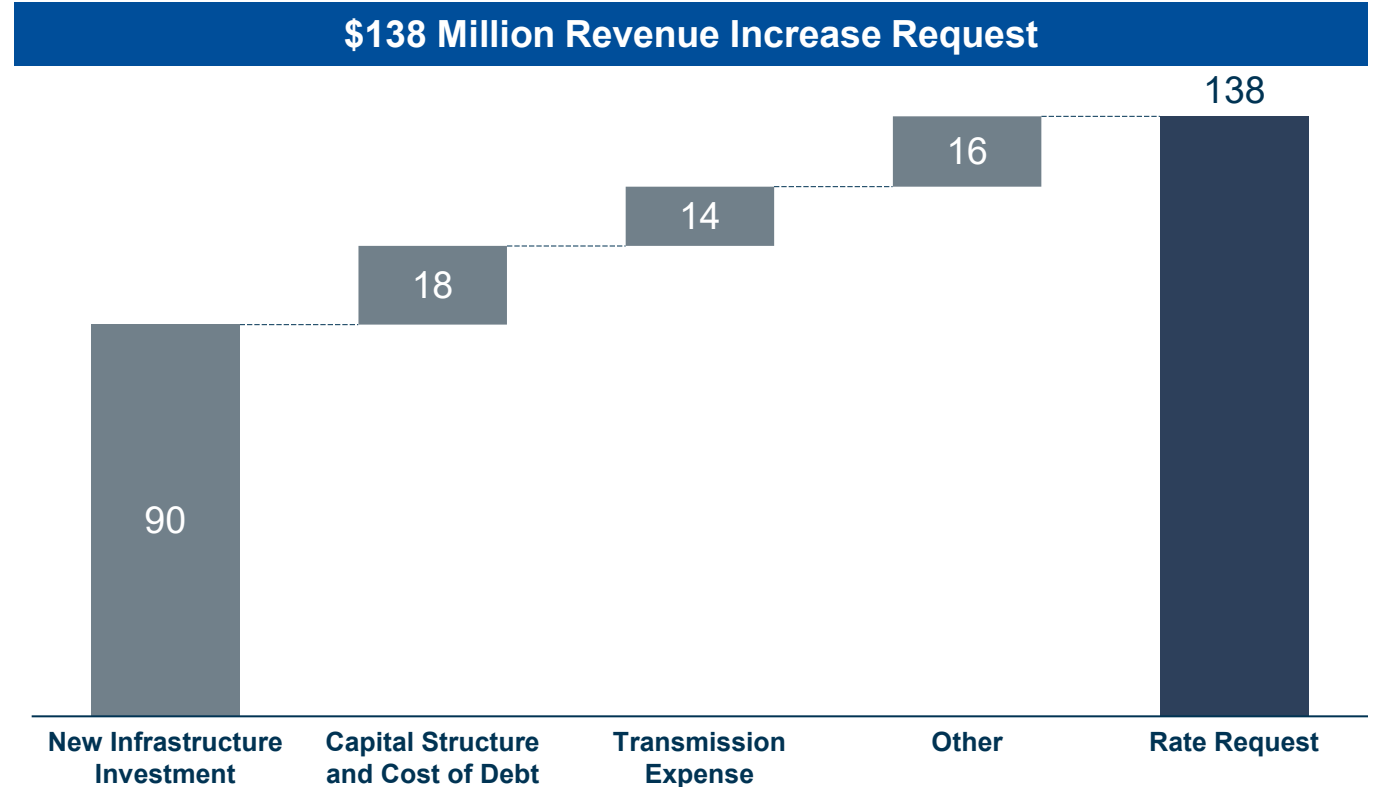 $138 Million Revenue Increase Request
138
16
14
18
90
New Infrastructure
Investment
Capital Structure
and Cost of Debt
Transmission
Expense
Other
Rate Request